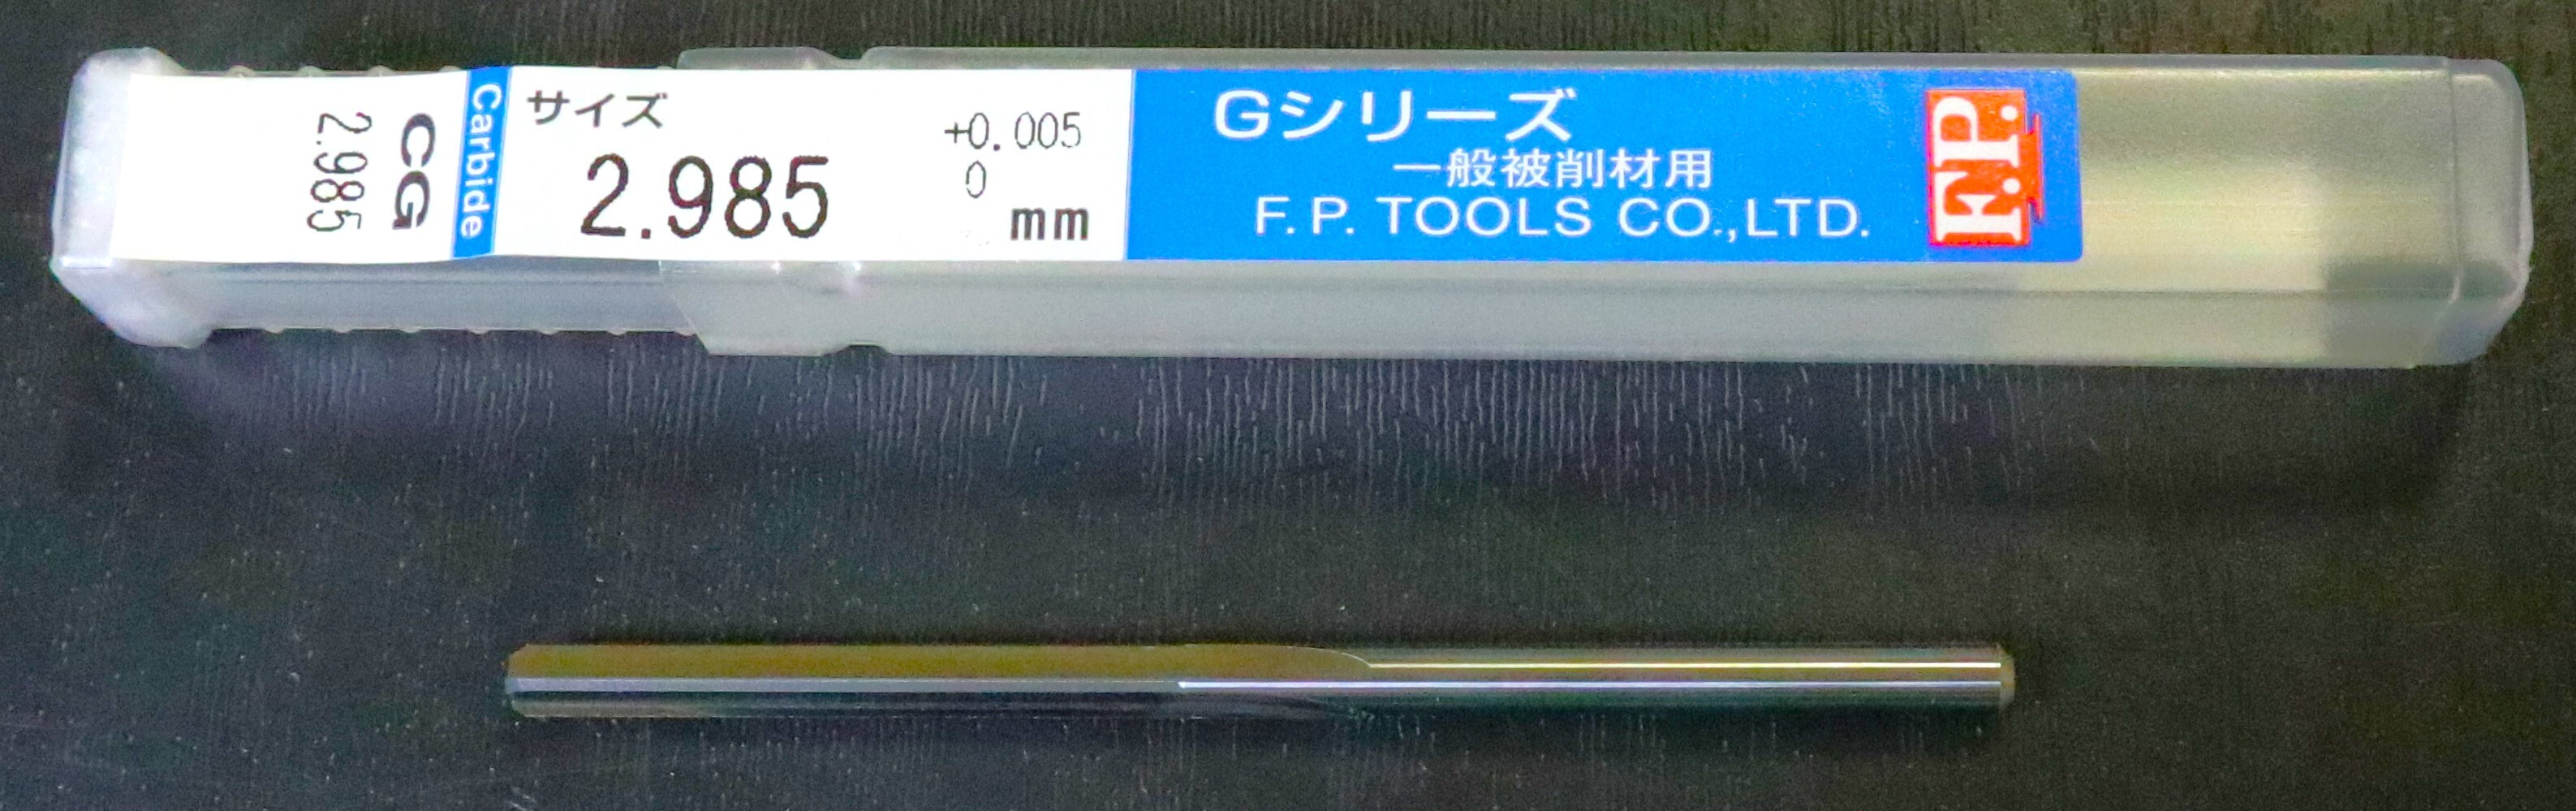 CG
2.985
Carbide
サイズ
2.985
+0.005
0
mm
Gシリーズ
一般被削材用
F.P. TOOLS CO.,LTD.
F.P.